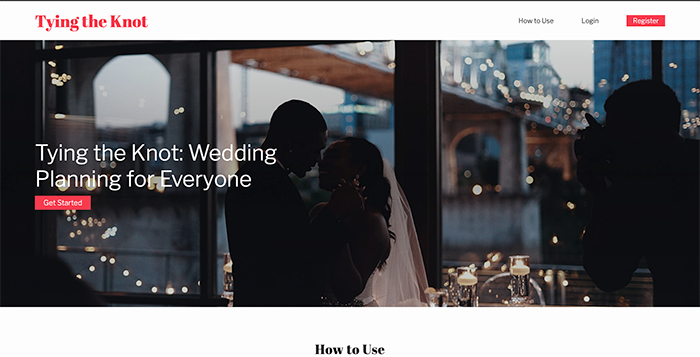 Tying the Knot
How to Use
Login
Register
Tying the Knot: Wedding
Planning for Everyone
Get Started
How to Use